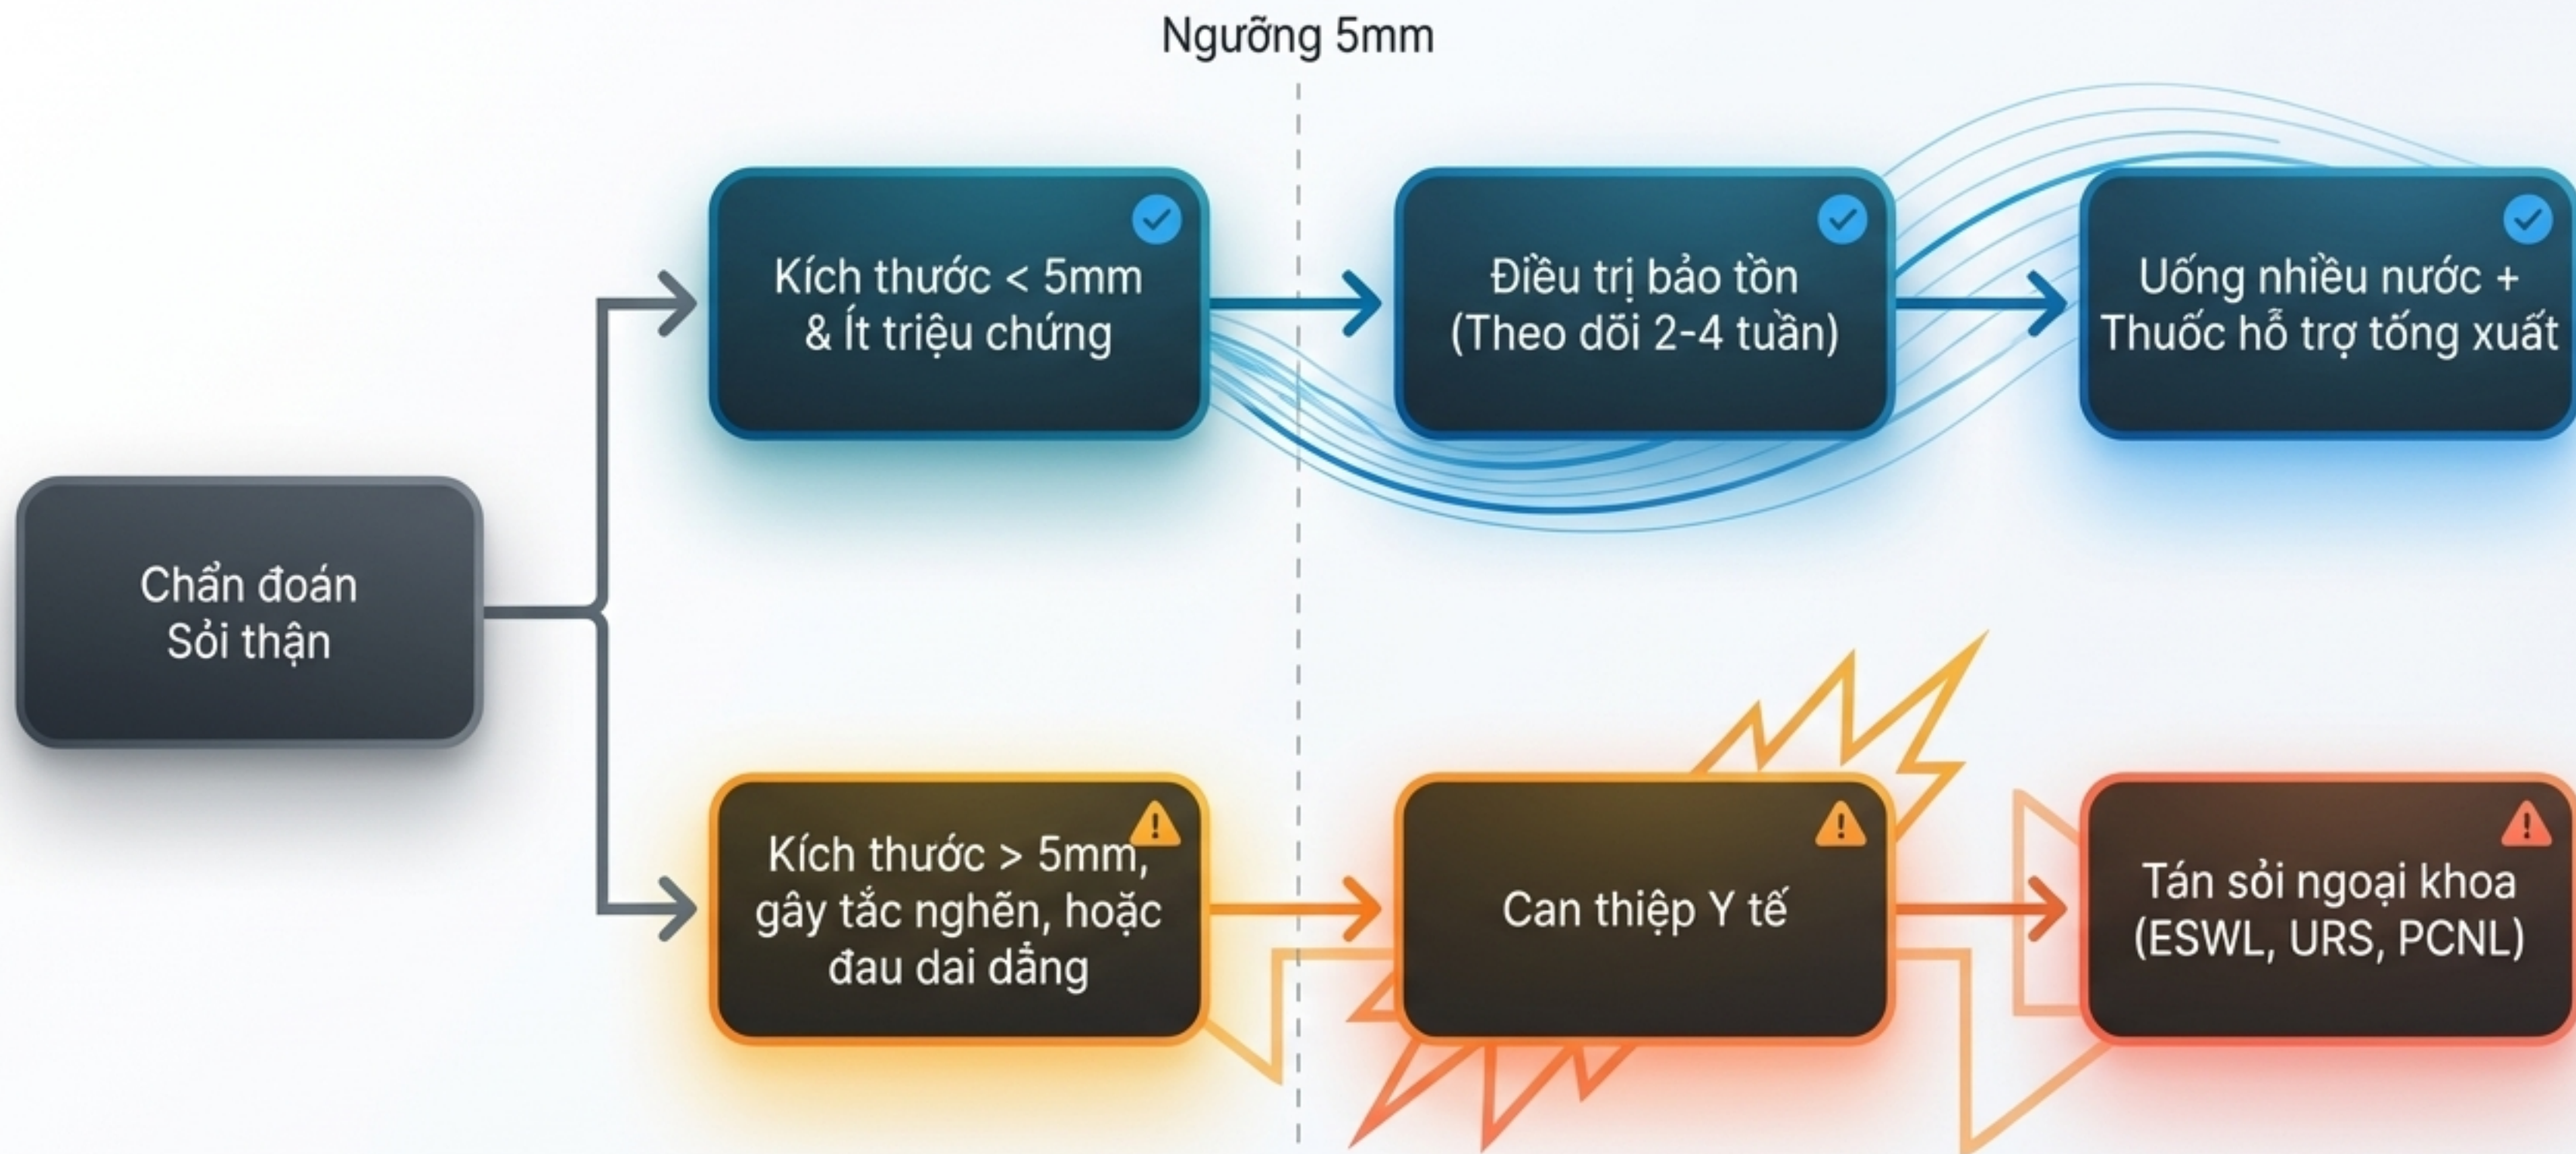 Ngưỡng 5mm
Chẩn đoán
Sỏi thận
Kích thước < 5mm
& Ít triệu chứng
Điều trị bảo tồn
(Theo dõi 2-4 tuần)
Uống nhiều nước +
Thuốc hỗ trợ tống xuất
Kích thước > 5mm,
gây tắc nghẽn, hoặc
đau dai dẳng
Can thiệp Y tế
Tán sỏi ngoại khoa
(ESWL, URS, PCNL)